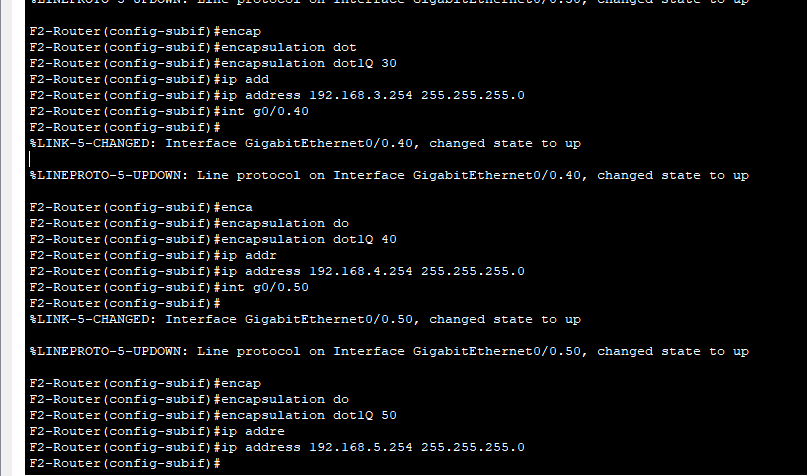 %LINEPROTO-5-UPDOWN: Line protocol on Interface GigabitEthernet0/0.30, changed state to up
F2-Router(config-subif)#encap
F2-Router(config-subif)#encapsulation dot
F2-Router(config-subif)#encapsulation dot1Q 30
F2-Router(config-subif)#ip add
F2-Router(config-subif)#ip address 192.168.3.254 255.255.255.0
F2-Router(config-subif)#int g0/0.40
F2-Router(config-subif)#
%LINK-5-CHANGED: Interface GigabitEthernet0/0.40, changed state to up
%LINEPROTO-5-UPDOWN: Line protocol on Interface GigabitEthernet0/0.40, changed state to up
F2-Router(config-subif)#enca
F2-Router(config-subif)#encapsulation do
F2-Router(config-subif)#encapsulation dot1Q 40
F2-Router(config-subif)#ip addr
F2-Router(config-subif)#ip address 192.168.4.254 255.255.255.0
F2-Router(config-subif)#int g0/0.50
F2-Router(config-subif)#
%LINK-5-CHANGED: Interface GigabitEthernet0/0.50, changed state to up
%LINEPROTO-5-UPDOWN: Line protocol on Interface GigabitEthernet0/0.50, changed state to up
F2-Router(config-subif)#encap
F2-Router(config-subif)#encapsulation do
F2-Router(config-subif)#encapsulation dot1Q 50
F2-Router(config-subif)#ip addre
F2-Router(config-subif)#ip address 192.168.5.254 255.255.255.0
F2-Router(config-subif)#